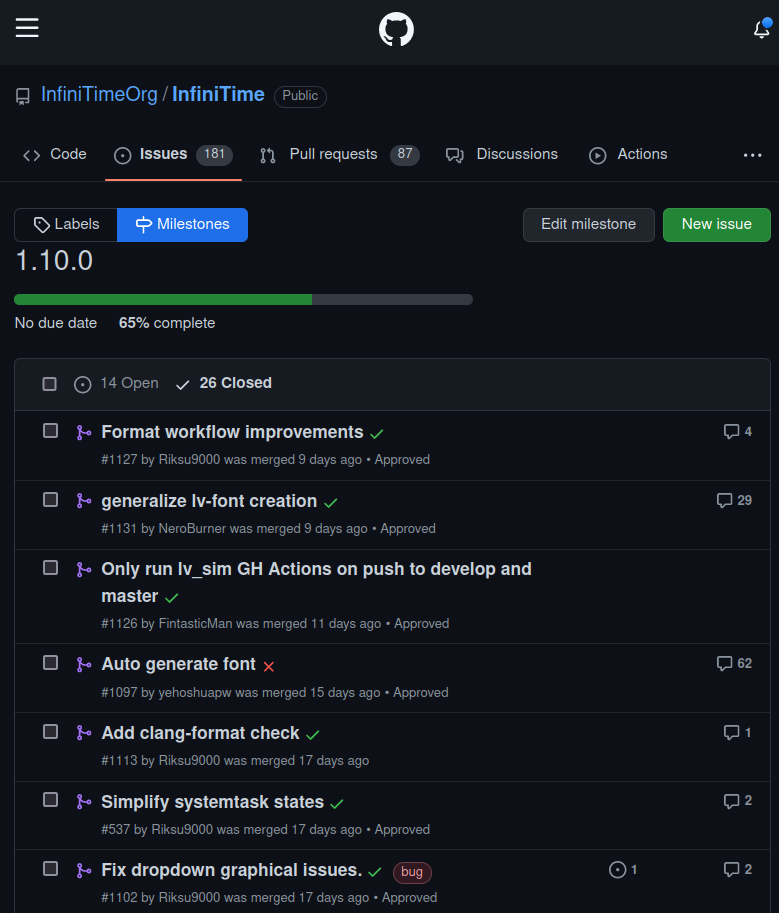 InfiniTimeOrg / InfiniTime Public
Code Issues 181 Pull requests 87 Discussions Actions
Labels Milestones Edit milestone New issue
1.10.0
No due date 65% complete
14 Open 26 Closed
Format workflow improvements 4
#1127 by Riksu9000 was merged 9 days ago • Approved
generalize lv-font creation 29
#1131 by NeroBurner was merged 9 days ago • Approved
Only run lv_sim GH Actions on push to develop and
master
#1126 by FintasticMan was merged 11 days ago • Approved
Auto generate font 62
#1097 by yehoshuapw was merged 15 days ago • Approved
Add clang-format check 1
#1113 by Riksu9000 was merged 17 days ago
Simplify systemtask states 2
#537 by Riksu9000 was merged 17 days ago • Approved
Fix dropdown graphical issues. bug 1 2
#1102 by Riksu9000 was merged 17 days ago • Approved